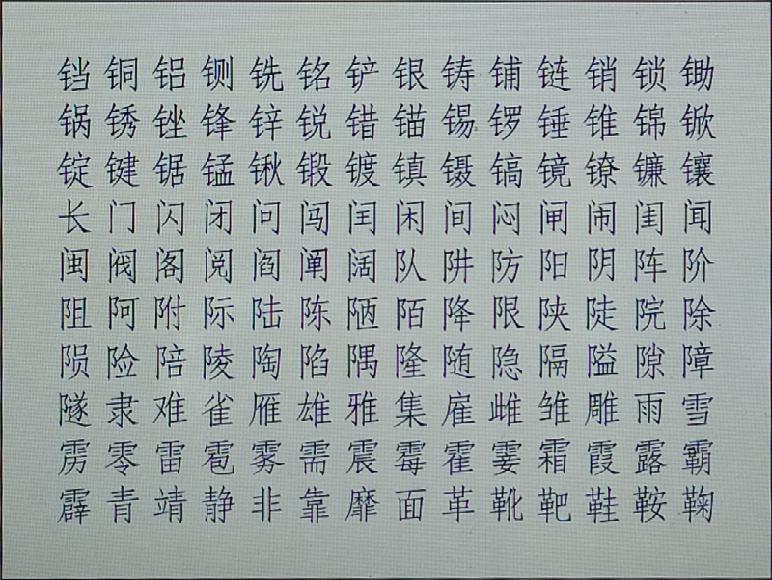 铛铜铝铡铣铭铲银铸铺链销锁锄
锅锈锉锋锌锐错锚锡锣锤锥锦锨
锭键锯锰锹锻镀镇镊镐镜镣镰镶
长门闪闭问闯闰闲间闷闸闹闺闻
闽阀阁阅阎阐阔队阱防阳阴阵阶
阻阿附际陆陈陋陌降限陕陡院除
陨险陪陵陶陷隅隆随隐隔隘隙障
隧隶难雀雁雄雅集雇雌雏雕雨雪
雳零雷雹雾需震霉霍霎霜霞露霸
霹青靖静非靠靡面革靴靶鞋鞍鞠